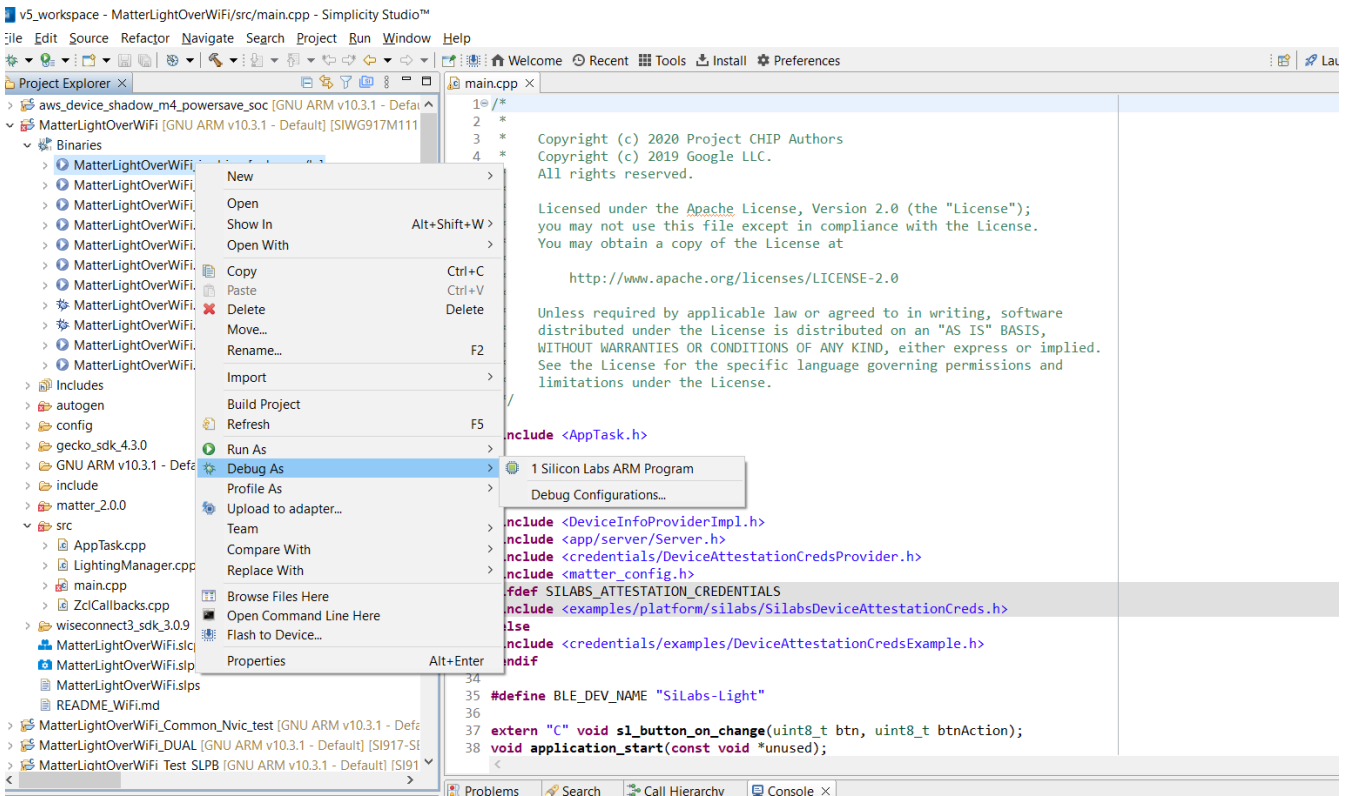 v5_workspace - MatterLightOverWiFi/src/main.cpp - Simplicity Studio™
File Edit Source Refactor Navigate Search Project Run Window Help
Welcome Recent Tools Install Preferences
Project Explorer
aws_device_shadow_m4_powersave_soc [GNU ARM v10.3.1 -
MatterLightOverWiFi [GNU ARM v10.3.1 - Default] [SIWG917M111
Binaries
MatterLightOverWiFi
MatterLightOverWiFi
MatterLightOverWiFi
MatterLightOverWiFi.
MatterLightOverWiFi.
MatterLightOverWiFi.
MatterLightOverWiFi.
MatterLightOverWiFi.
MatterLightOverWiFi.
MatterLightOverWiFi.
MatterLightOverWiFi.
Includes
autogen
config
gecko_sdk_4.3.0
GNU ARM v10.3.1 - Defa
include
matter_2.0.0
src
AppTask.cpp
LightingManager.cpp
main.cpp
ZclCallbacks.cpp
wiseconnect3_sdk_3.0.9
MatterLightOverWiFi.slc
MatterLightOverWiFi.slp
MatterLightOverWiFi.slps
README_WiFi.md
MatterLightOverWiFi_Common_Nvic_test [GNU ARM v10.3.1 - Defa
MatterLightOverWiFi_DUAL [GNU ARM v10.3.1 - Default] [SI917-SE
MatterLightOverWiFi_Test_SLPB [GNU ARM v10.3.1 - Default] [SI91
New
Open
Show In Alt+Shift+W
Open With
Copy Ctrl+C
Paste Ctrl+V
Delete Delete
Move...
Rename... F2
Import
Build Project
Refresh F5
Run As
Debug As
Profile As
Upload to adapter...
Team
Compare With
Replace With
Browse Files Here
Open Command Line Here
Flash to Device...
Properties Alt+Enter
1 Silicon Labs ARM Program
Debug Configurations...
main.cpp
1 /*
2 *
3 * Copyright (c) 2020 Project CHIP Authors
4 * Copyright (c) 2019 Google LLC.
All rights reserved.
Licensed under the Apache License, Version 2.0 (the "License");
you may not use this file except in compliance with the License.
You may obtain a copy of the License at
http://www.apache.org/licenses/LICENSE-2.0
Unless required by applicable law or agreed to in writing, software
distributed under the License is distributed on an "AS IS" BASIS,
WITHOUT WARRANTIES OR CONDITIONS OF ANY KIND, either express or implied.
See the License for the specific language governing permissions and
limitations under the License.
/
nclude <AppTask.h>
nclude <DeviceInfoProviderImpl.h>
nclude <app/server/Server.h>
nclude <credentials/DeviceAttestationCredsProvider.h>
nclude <matter_config.h>
fdef SILABS_ATTESTATION_CREDENTIALS
nclude <examples/platform/silabs/SilabsDeviceAttestationCreds.h>
lse
nclude <credentials/examples/DeviceAttestationCredsExample.h>
ndif
34
35 #define BLE_DEV_NAME "SiLabs-Light"
36
37 extern "C" void sl_button_on_change(uint8_t btn, uint8_t btnAction);
38 void application_start(const void *unused);
Problems Search Call Hierarchy Console